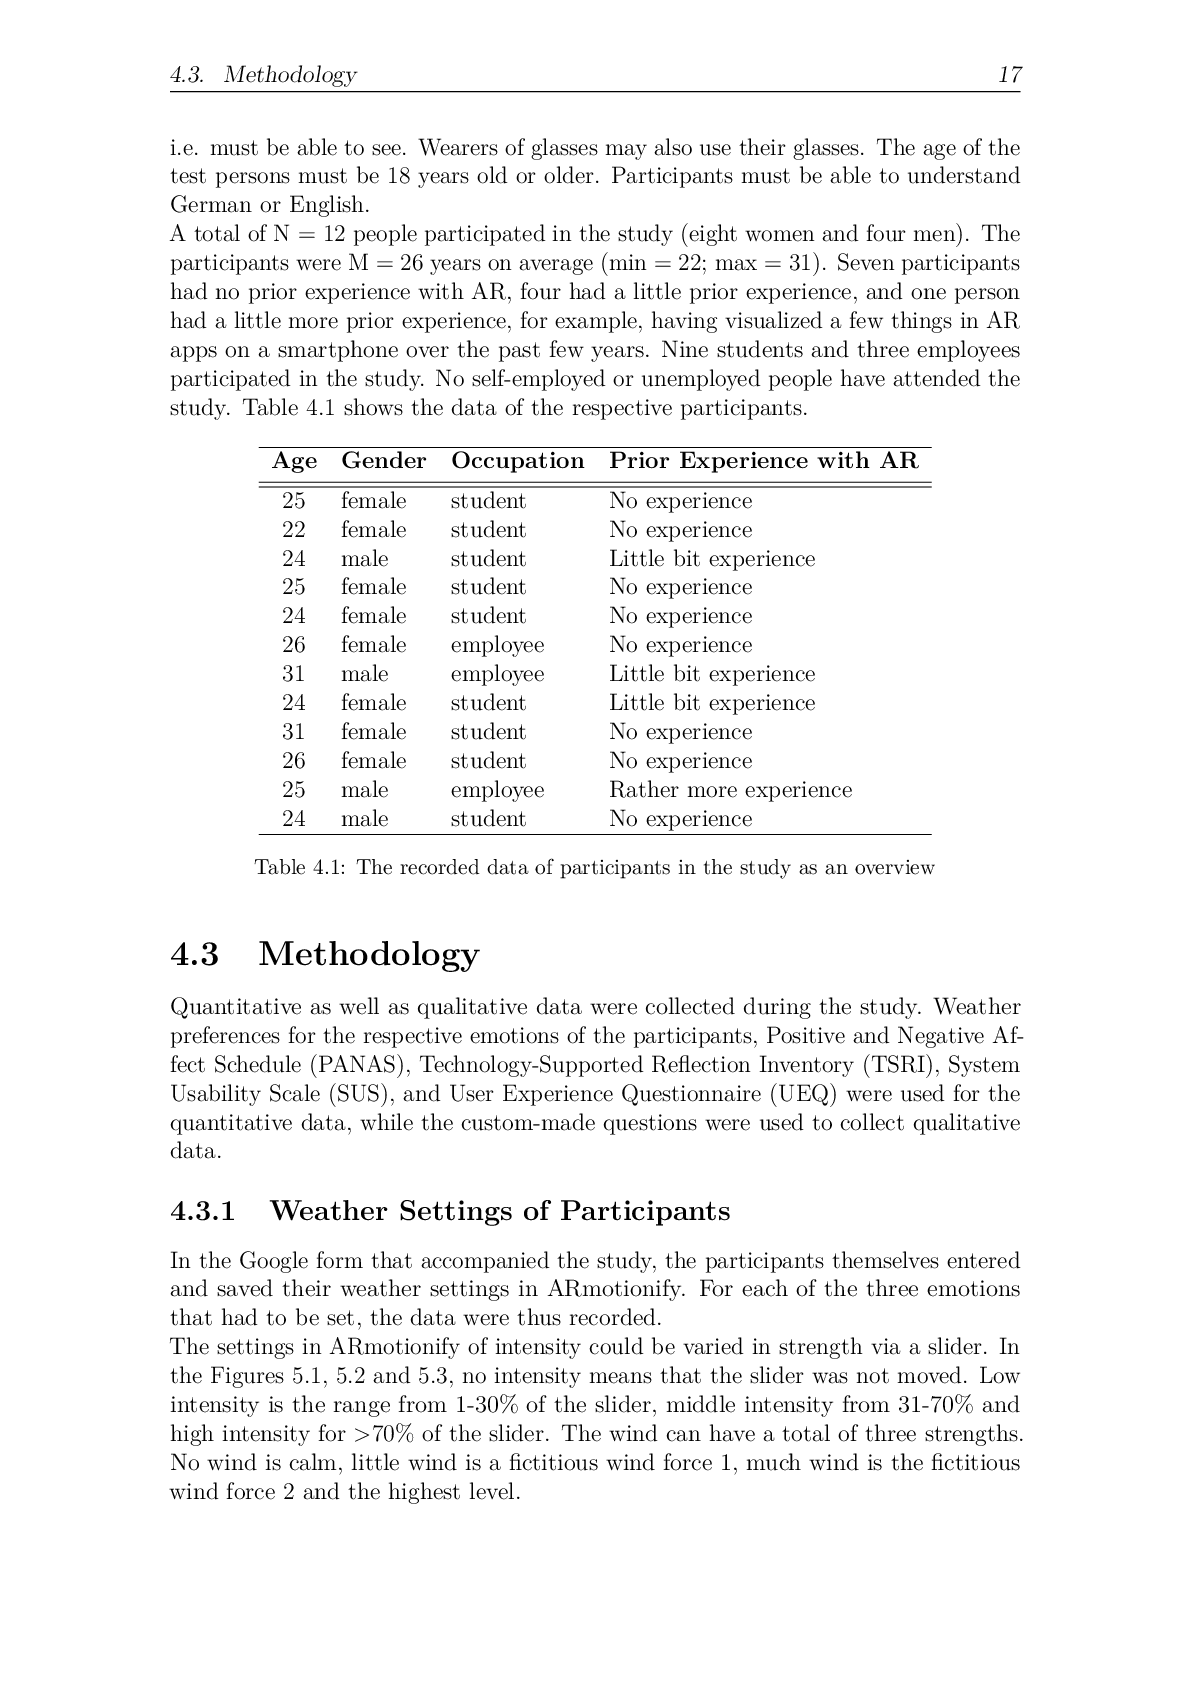 4.3. Methodology 17
i.e. must be able to see. Wearers of glasses may also use their glasses. The age of the
test persons must be 18 years old or older. Participants must be able to understand
German or English.
A total of N = 12 people participated in the study (eight women and four men). The
participants were M = 26 years on average (min = 22; max = 31). Seven participants
had no prior experience with AR, four had a little prior experience, and one person
had a little more prior experience, for example, having visualized a few things in AR
apps on a smartphone over the past few years. Nine students and three employees
participated in the study. No self-employed or unemployed people have attended the
study. Table 4.1 shows the data of the respective participants.
Age Gender Occupation Prior Experience with AR
25 female student No experience
22 female student No experience
24 male student Little bit experience
25 female student No experience
24 female student No experience
26 female employee No experience
31 male employee Little bit experience
24 female student Little bit experience
31 female student No experience
26 female student No experience
25 male employee Rather more experience
24 male student No experience
Table 4.1: The recorded data of participants in the study as an overview
4.3 Methodology
Quantitative as well as qualitative data were collected during the study. Weather
preferences for the respective emotions of the participants, Positive and Negative Af-
fect Schedule (PANAS), Technology-Supported Reflection Inventory (TSRI), System
Usability Scale (SUS), and User Experience Questionnaire (UEQ) were used for the
quantitative data, while the custom-made questions were used to collect qualitative
data.
4.3.1 Weather Settings of Participants
In the Google form that accompanied the study, the participants themselves entered
and saved their weather settings in ARmotionify. For each of the three emotions
that had to be set, the data were thus recorded.
The settings in ARmotionify of intensity could be varied in strength via a slider. In
the Figures 5.1, 5.2 and 5.3, no intensity means that the slider was not moved. Low
intensity is the range from 1-30% of the slider, middle intensity from 31-70% and
high intensity for >70% of the slider. The wind can have a total of three strengths.
No wind is calm, little wind is a fictitious wind force 1, much wind is the fictitious
wind force 2 and the highest level.